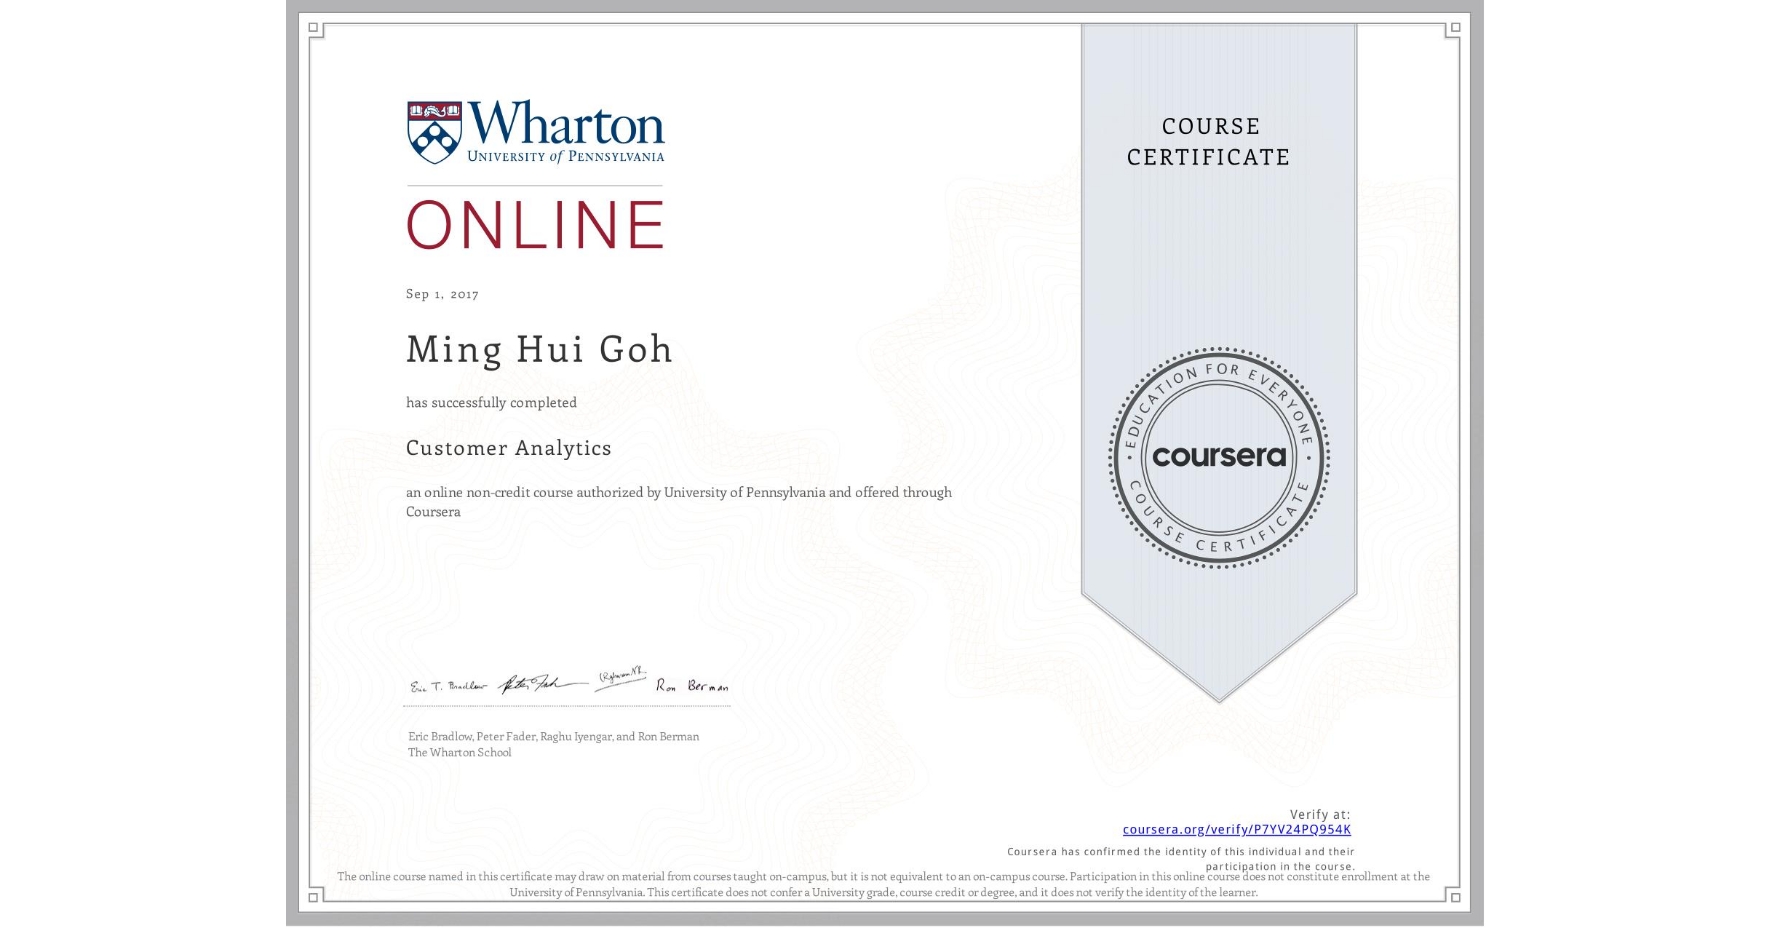 Wharton
UNIVERSITY of PENNSYLVANIA
ONLINE
Sep 1, 2017
Ming Hui Goh
has successfully completed
Customer Analytics
an online non-credit course authorized by University of Pennsylvania and offered through
Coursera
Eric T. Bradlow
Ron Berman
Eric Bradlow, Peter Fader, Raghu Iyengar, and Ron Berman
The Wharton School
COURSE
CERTIFICATE
EDUCATION FOR EVERYONE
coursera
COURSE CERTIFICATE
Verify at:
coursera.org/verify/P7YV24PQ954K
Coursera has confirmed the identity of this individual and their
participation in the course.
The online course named in this certificate may draw on material from courses taught on-campus, but it is not equivalent to an on-campus course. Participation in this online course does not constitute enrollment at the
University of Pennsylvania. This certificate does not confer a University grade, course credit or degree, and it does not verify the identity of the learner.